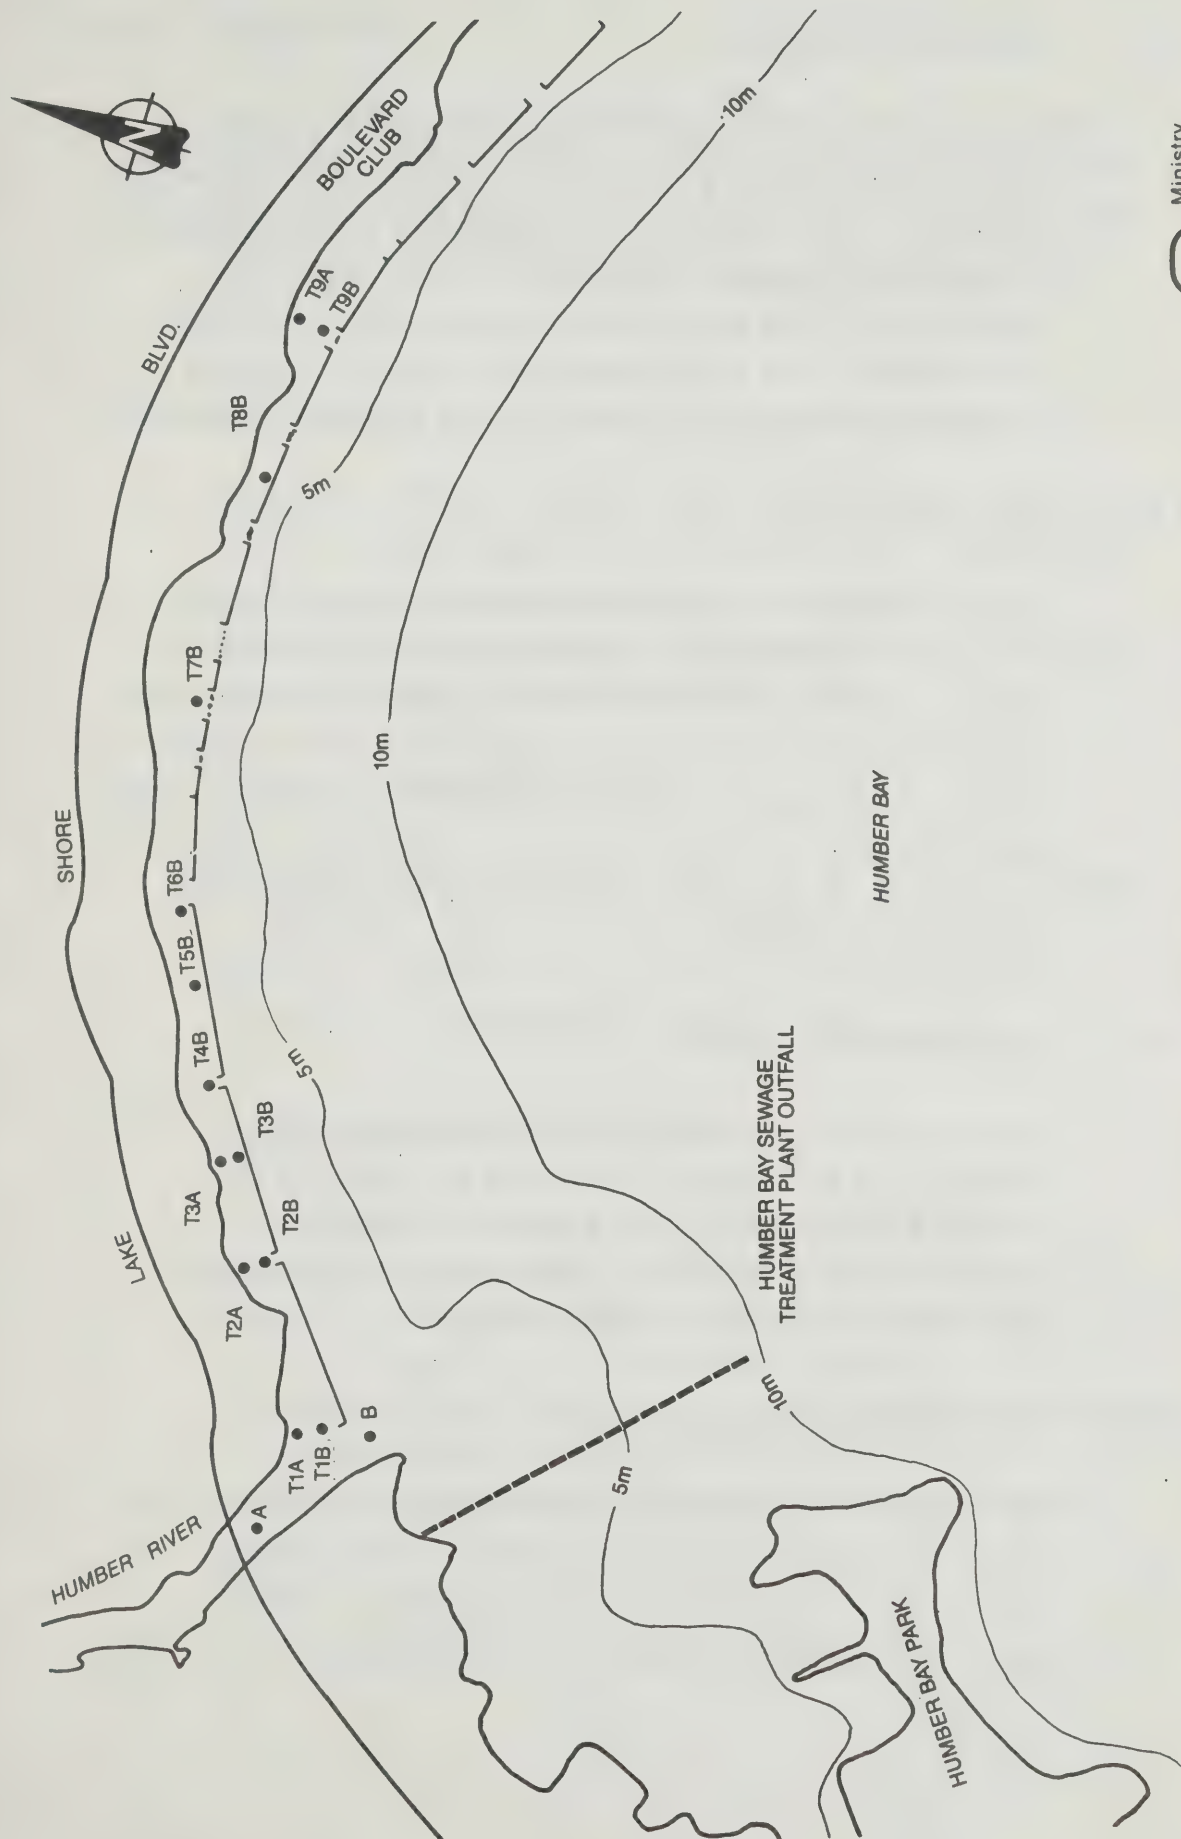 N
BOULEVARD
CLUB
BLVD.
T9A
T9B
T8B
10m
5m
T7B
10m
SHORE
T6B
T5B
T4B
HUMBER BAY
5m
T3B
T3A
T2B
T2A
LAKE
HUMBER BAY SEWAGE
TREATMENT PLANT OUTFALL
10m
B
T1A
T1B
A
5m
HUMBER RIVER
HUMBER BAY PARK
Ministry